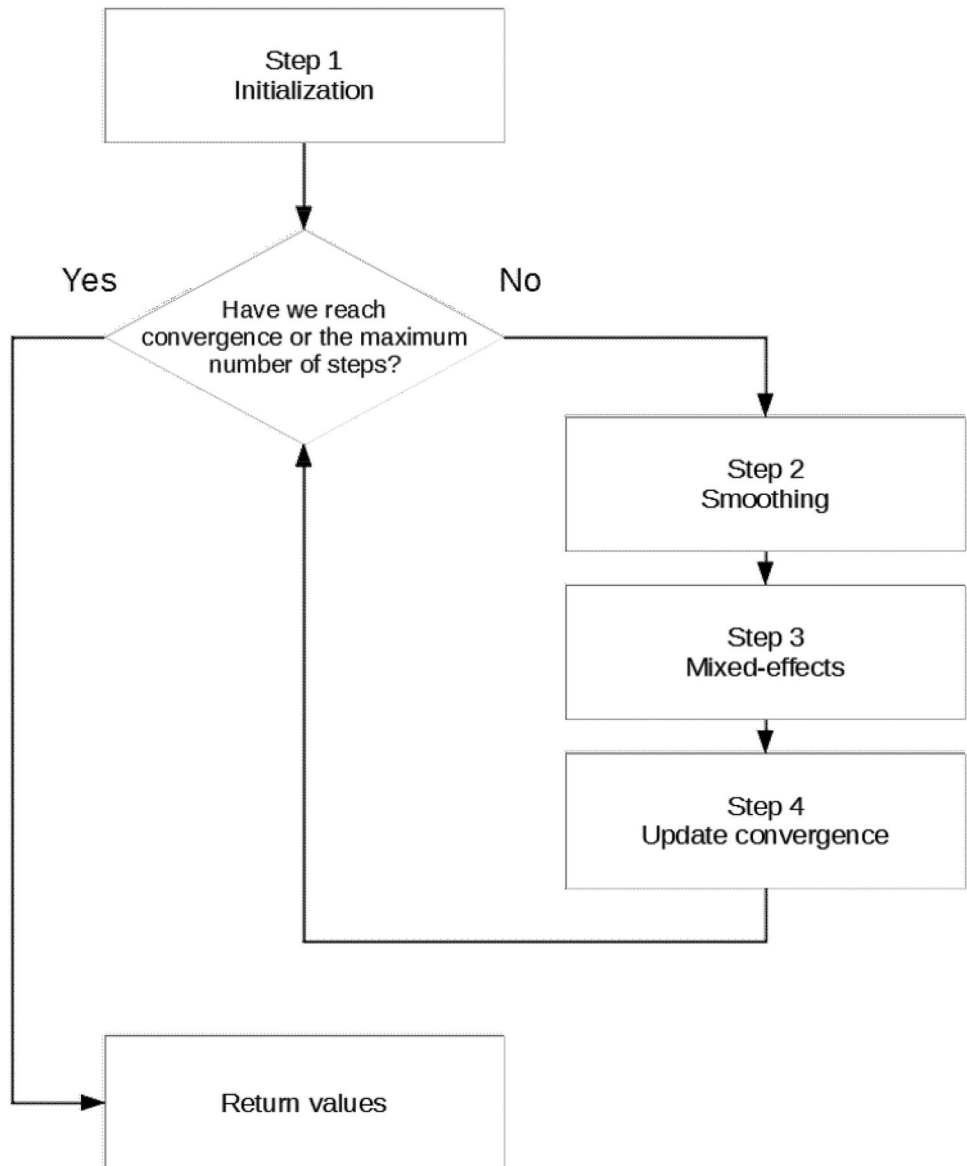 Step 1
Initialization
Yes
No
Have we reach
convergence or the maximum
number of steps?
Step 2
Smoothing
Step 3
Mixed-effects
Step 4
Update convergence
Return values